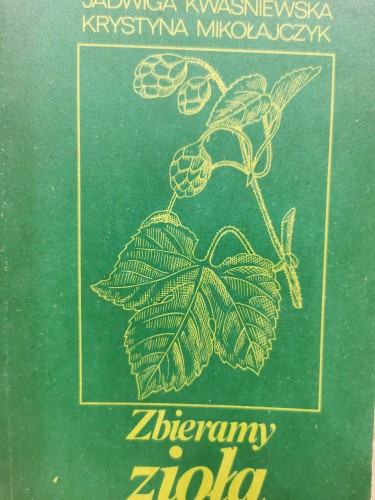 JADWIGA KWAŚNIEWSKA
KRYSTYNA MIKOŁAJCZYK
Zbieramy
zioła